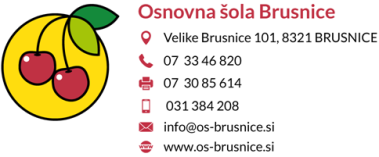 Osnovna šola Brusnice
Velike Brusnice 101, 8321 BRUSNICE
07 33 46 820
07 30 85 614
031 384 208
info@os-brusnice.si
www.os-brusnice.si